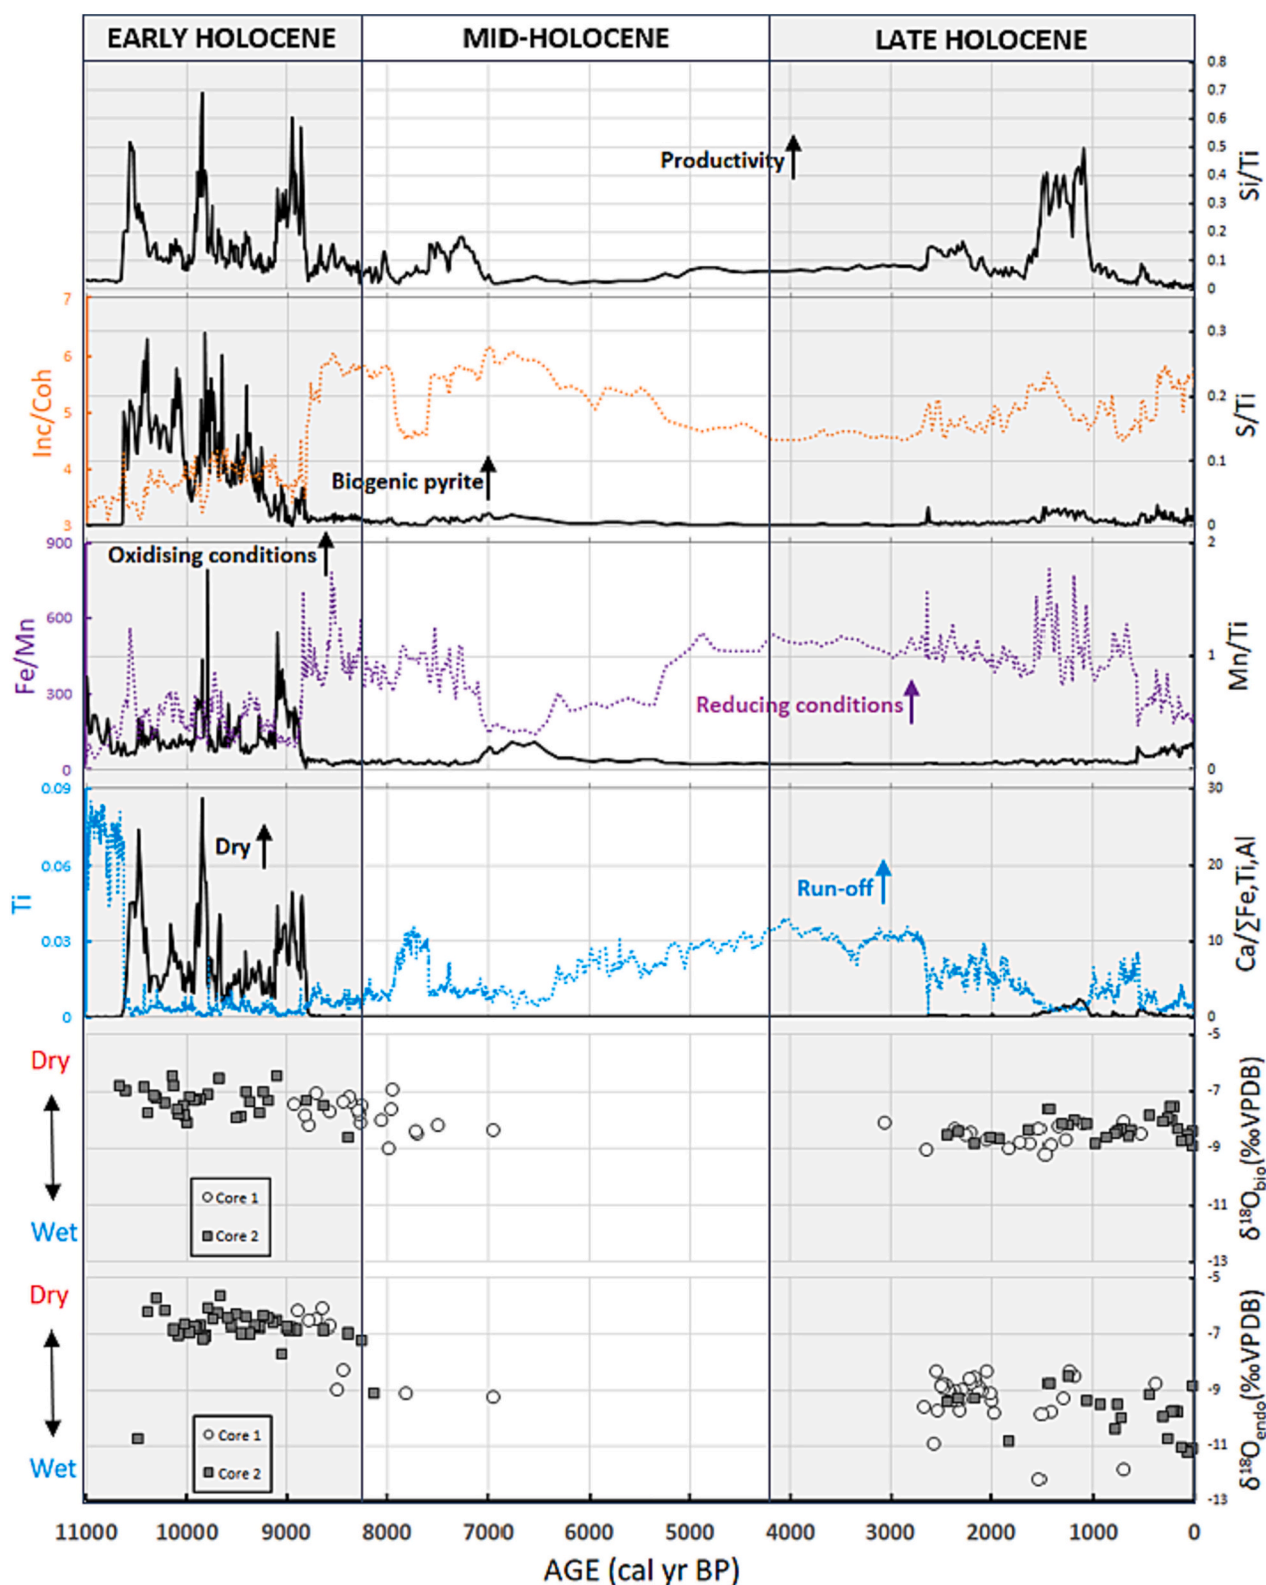 EARLY HOLOCENE MID-HOLOCENE LATE HOLOCENE
0.8
0.7
0.6
0.5
0.4
0.3
0.2
0.1
0
Si/Ti
Productivity
7
6
5
4
3
Inc/Coh
0.3
0.2
0.1
0
S/Ti
Biogenic pyrite
900
600
300
0
Fe/Mn
2
1
0
Mn/Ti
Oxidising conditions
Reducing conditions
0.09
0.06
0.03
0
Ti
30
20
10
0
Ca/∑Fe,Ti,Al
Dry
Run-off
Dry
Wet
Core 1
Core 2
-5
-7
-9
-11
-13
δ¹⁸O_bio(‰VPDB)
Dry
Wet
Core 1
Core 2
-5
-7
-9
-11
-13
δ¹⁸O_endo(‰VPDB)
11000 10000 9000 8000 7000 6000 5000 4000 3000 2000 1000 0
AGE (cal yr BP)